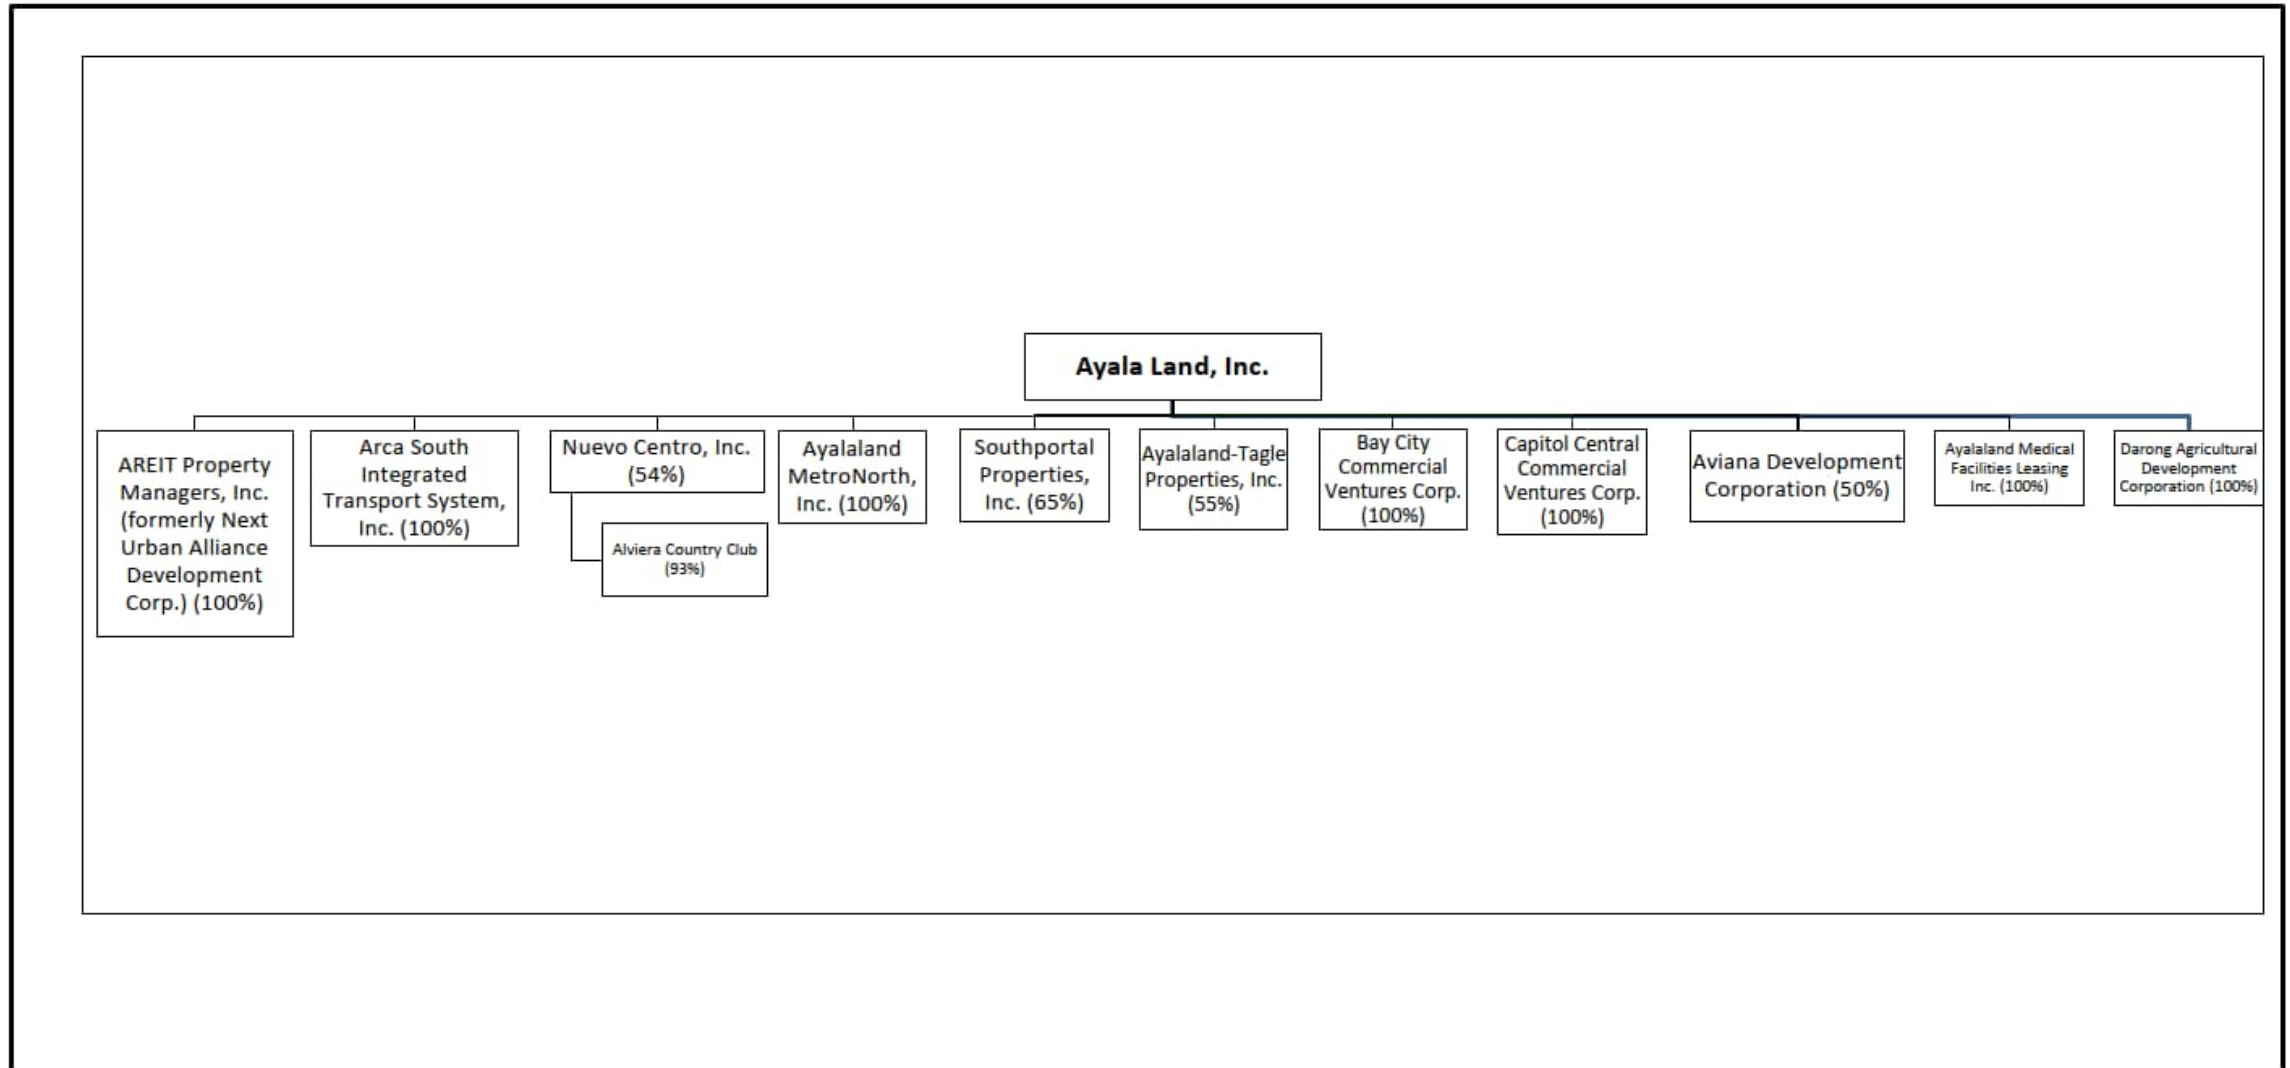 Ayala Land, Inc.
AREIT Property
Managers, Inc.
(formerly Next
Urban Alliance
Development
Corp.) (100%)
Arca South
Integrated
Transport System,
Inc. (100%)
Nuevo Centro, Inc.
(54%)
Alviera Country Club
(93%)
Ayalaland
MetroNorth,
Inc. (100%)
Southportal
Properties,
Inc. (65%)
Ayalaland-Tagle
Properties, Inc.
(55%)
Bay City
Commercial
Ventures Corp.
(100%)
Capitol Central
Commercial
Ventures Corp.
(100%)
Aviana Development
Corporation (50%)
Ayalaland Medical
Facilities Leasing
Inc. (100%)
Darong Agricultural
Development
Corporation (100%)